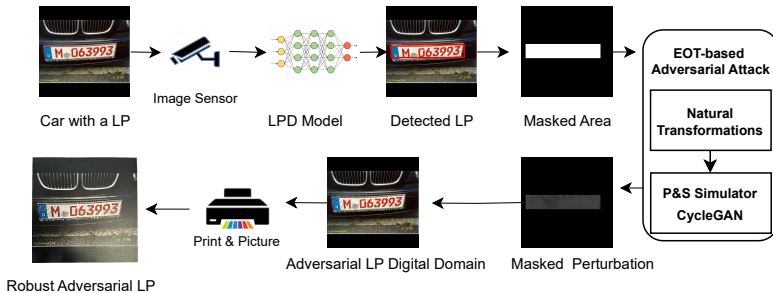 M 063993
M 063993
EOT-based
Adversarial Attack
Natural
Transformations
P&S Simulator
CycleGAN
Image Sensor
Car with a LP
LPD Model
Detected LP
Masked Area
M 063993
M 063993
Print & Picture
Robust Adversarial LP
Adversarial LP Digital Domain
Masked Perturbation